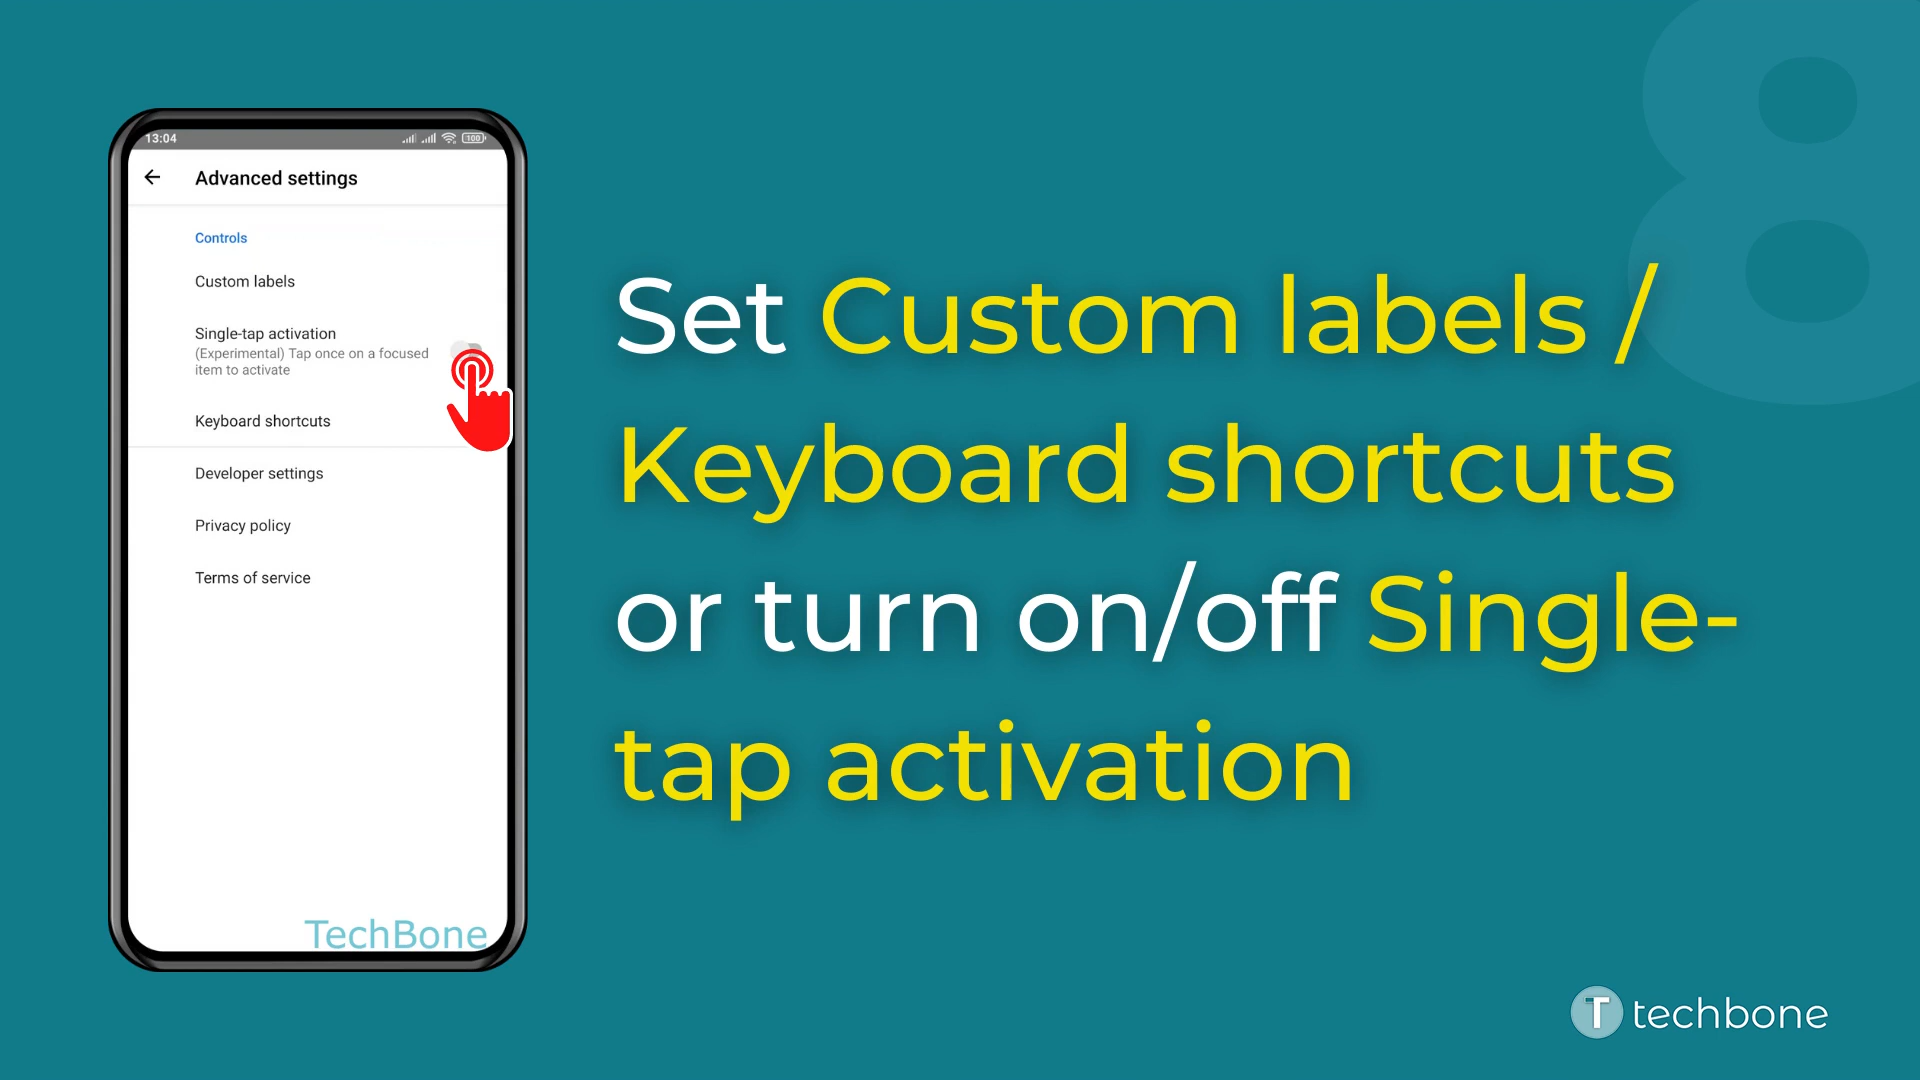 8
13:04
100
Advanced settings
Controls
Custom labels
Single-tap activation
(Experimental) Tap once on a focused
item to activate
Keyboard shortcuts
Developer settings
Privacy policy
Terms of service
TechBone
Set Custom labels /
Keyboard shortcuts
or turn on/off Single-
tap activation
T techbone